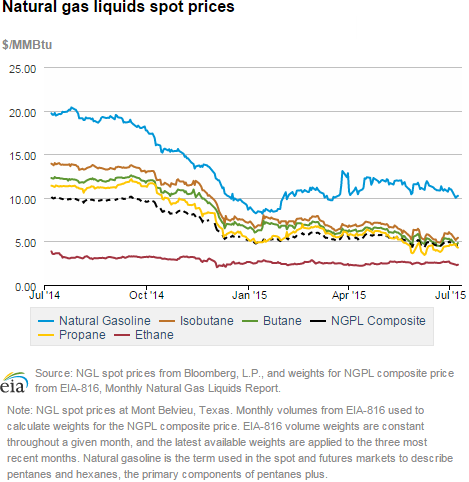 Natural gas liquids spot prices
$/MMBtu
25.00
20.00
15.00
10.00
5.00
0.00
Jul '14 Oct '14 Jan '15 Apr '15 Jul '15
Natural Gasoline Isobutane Butane NGPL Composite
Propane Ethane
eia
Source: NGL spot prices from Bloomberg, L.P., and weights for NGPL composite price
from EIA-816, Monthly Natural Gas Liquids Report.
Note: NGL spot prices at Mont Belvieu, Texas. Monthly volumes from EIA-816 used to
calculate weights for the NGPL composite price. EIA-816 volume weights are constant
throughout a given month, and the latest available weights are applied to the three most
recent months. Natural gasoline is the term used in the spot and futures markets to describe
pentanes and hexanes, the primary components of pentanes plus.